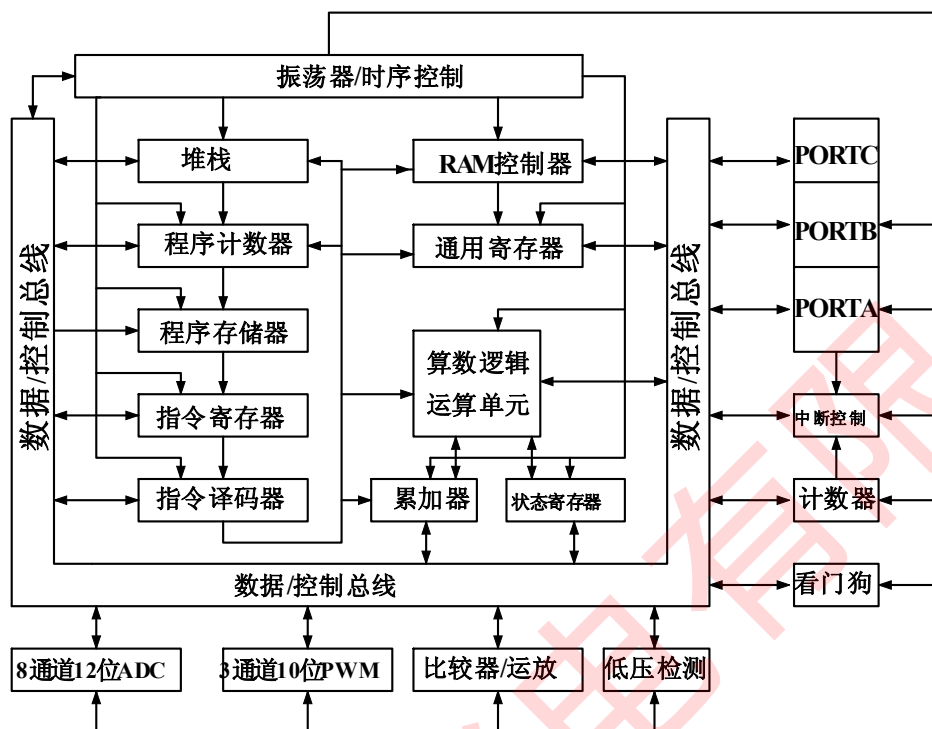 振荡器/时序控制
堆栈
RAM控制器
PORTC
程序计数器
通用寄存器
PORTB
数据/控制总线
数据/控制总线
程序存储器
算数逻辑
运算单元
PORTA
指令寄存器
中断控制
指令译码器
累加器
状态寄存器
计数器
数据/控制总线
看门狗
8通道12位ADC
3通道10位PWM
比较器/运放
低压检测
电有限